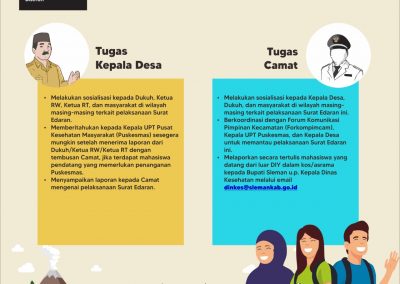 Tugas
Kepala Desa
Melakukan sosialisasi kepada Dukuh, Ketua
RW, Ketua RT, dan masyarakat di wilayah
masing-masing terkait pelaksanaan Surat
Edaran.
Memberitahukan kepada Kepala UPT Pusat
Kesehatan Masyarakat (Puskesmas) sesegera
mungkin setelah menerima laporan dari
Dukuh/Ketua RW/Ketua RT dengan
tembusan Camat, jika terdapat mahasiswa
pendatang yang memerlukan penanganan
Puskesmas.
Menyampaikan laporan kepada Camat
mengenai pelaksanaan Surat Edaran.
Tugas
Camat
Melakukan sosialisasi kepada Kepala Desa,
Dukuh, dan masyarakat di wilayah masing-
masing terkait pelaksanaan Surat Edaran ini.
Berkoordinasi dengan Forum Komunikasi
Pimpinan Kecamatan (Forkompimcam),
Kepala UPT Puskesmas, dan Kepala Desa
untuk memantau pelaksanaan Surat Edaran
ini.
Melaporkan secara tertulis mahasiswa yang
datang dari luar DIY dalam kos/asrama
kepada Bupati Sleman u.p. Kepala Dinas
Kesehatan melalui email
dinkes@slemankab.go.id